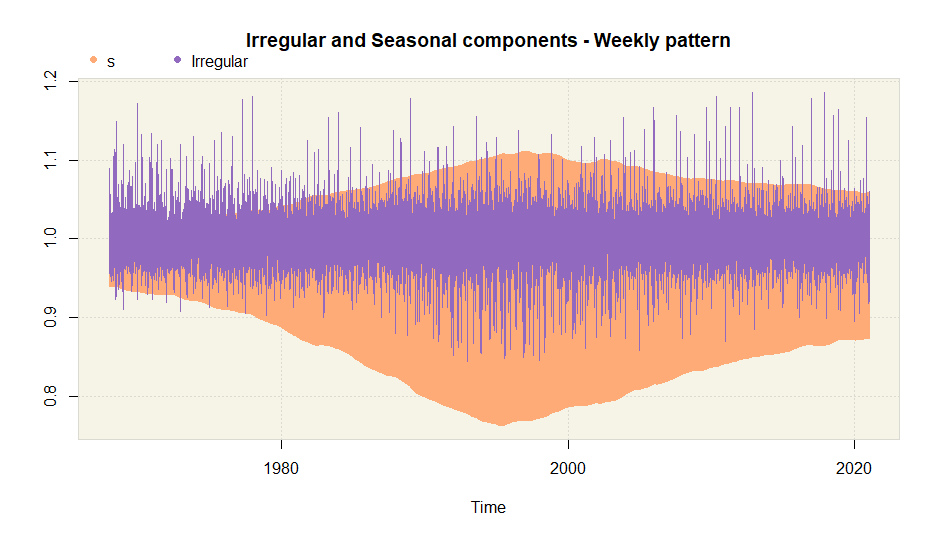 Irregular and Seasonal components - Weekly pattern
s Irregular
1.2
1.1
1.0
0.9
0.8
1980 2000 2020
Time